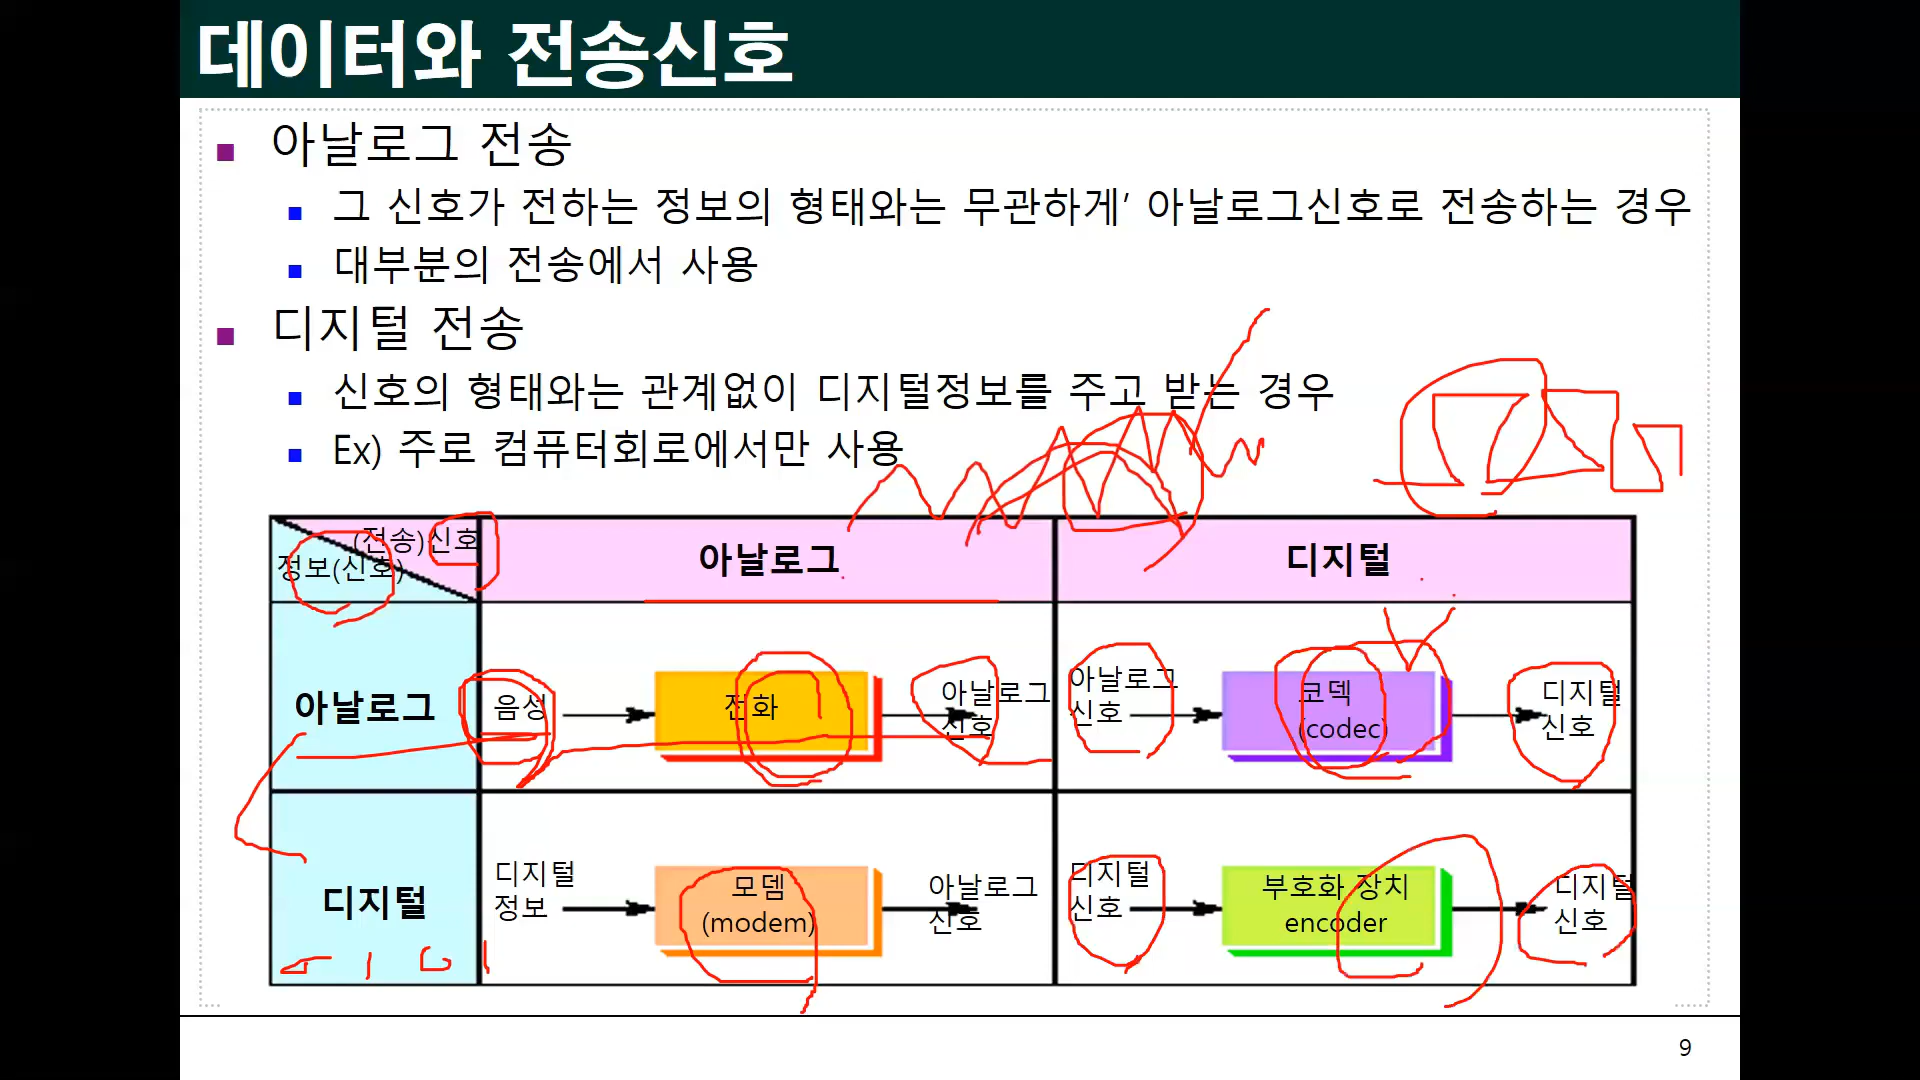 데이터와 전송신호
아날로그 전송
그 신호가 전하는 정보의 형태와는 무관하게’ 아날로그신호로 전송하는 경우
대부분의 전송에서 사용
디지털 전송
신호의 형태와는 관계없이 디지털정보를 주고 받는 경우
Ex) 주로 컴퓨터회로에서만 사용
(전송)신호
정보(신호)
아날로그
디지털
아날로그
음성
전화
아날로그
신호
아날로그
신호
코덱
(codec)
디지털
신호
디지털
디지털
정보
모뎀
(modem)
아날로그
신호
디지털
신호
부호화 장치
encoder
디지털
신호
9